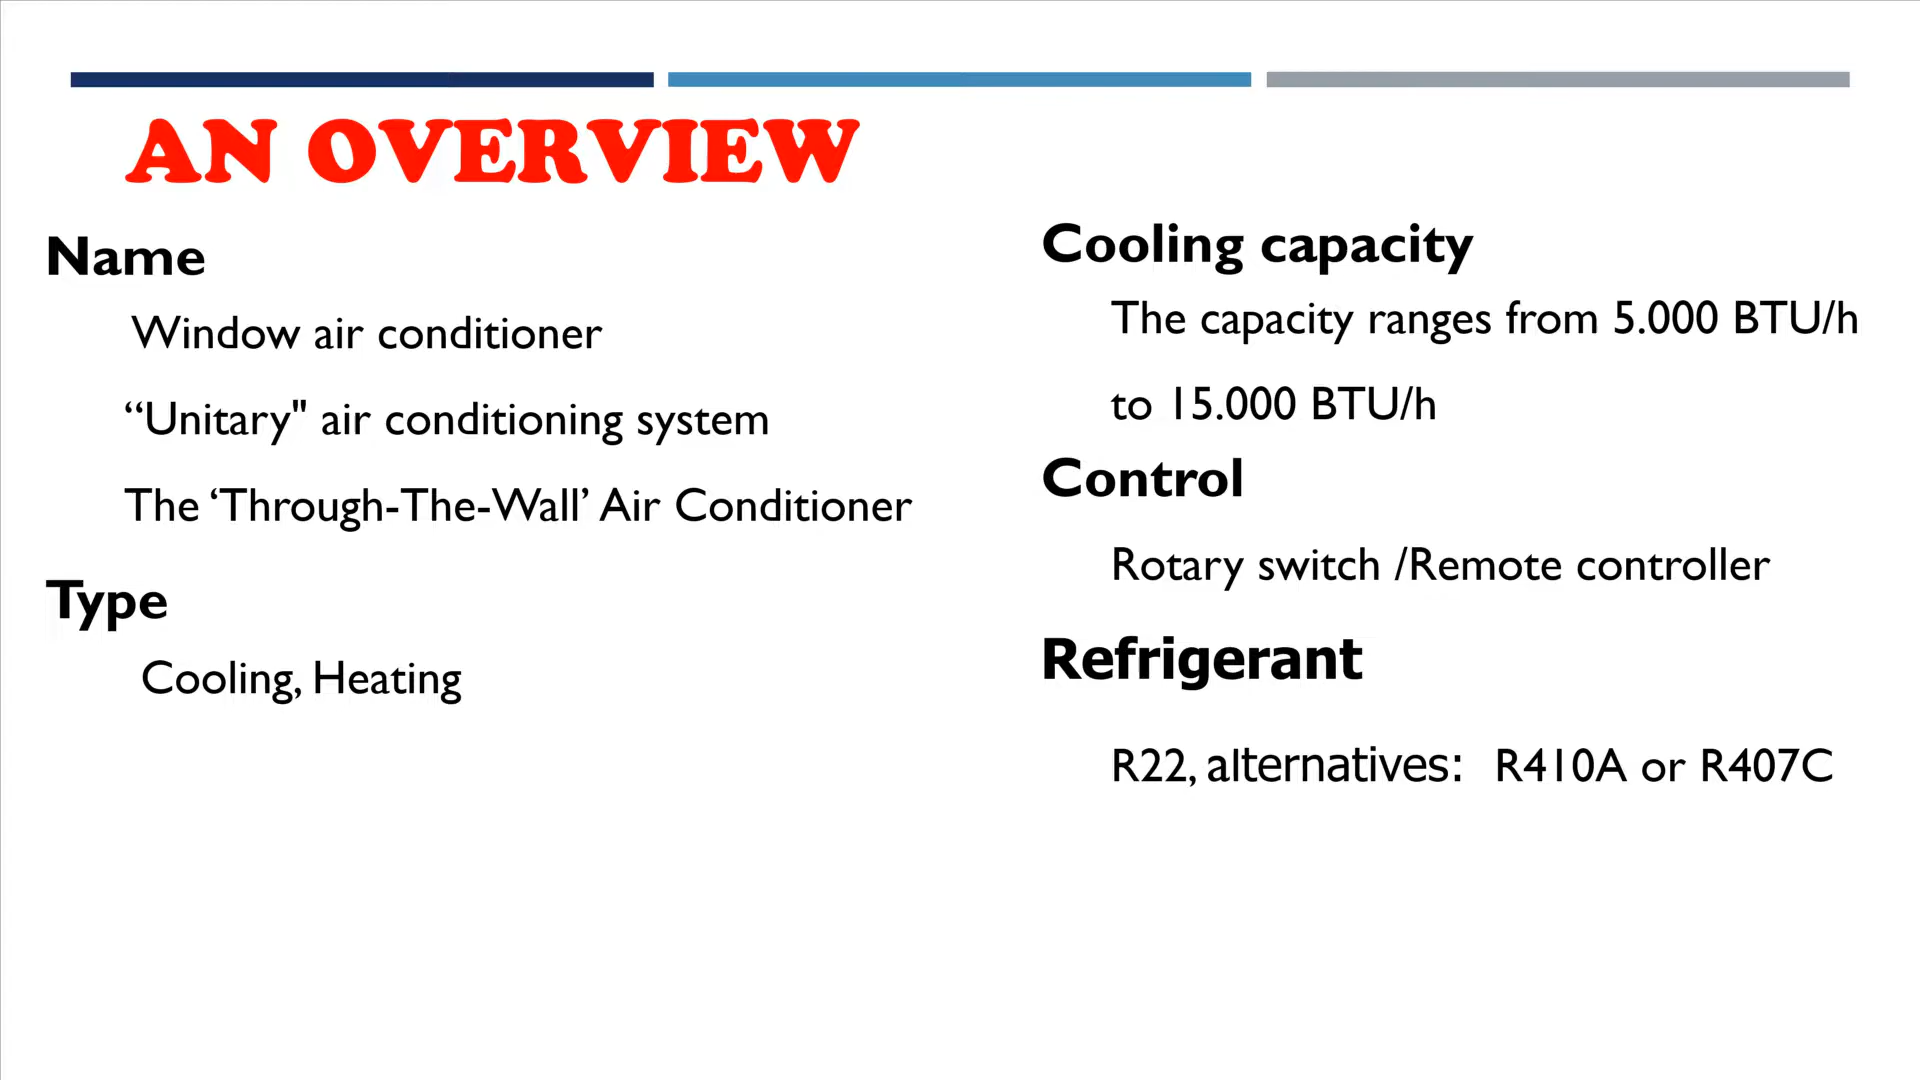 AN OVERVIEW
Name
Window air conditioner
“Unitary" air conditioning system
The ‘Through-The-Wall’ Air Conditioner
Type
Cooling, Heating
Cooling capacity
The capacity ranges from 5.000 BTU/h
to 15.000 BTU/h
Control
Rotary switch /Remote controller
Refrigerant
R22, alternatives: R410A or R407C